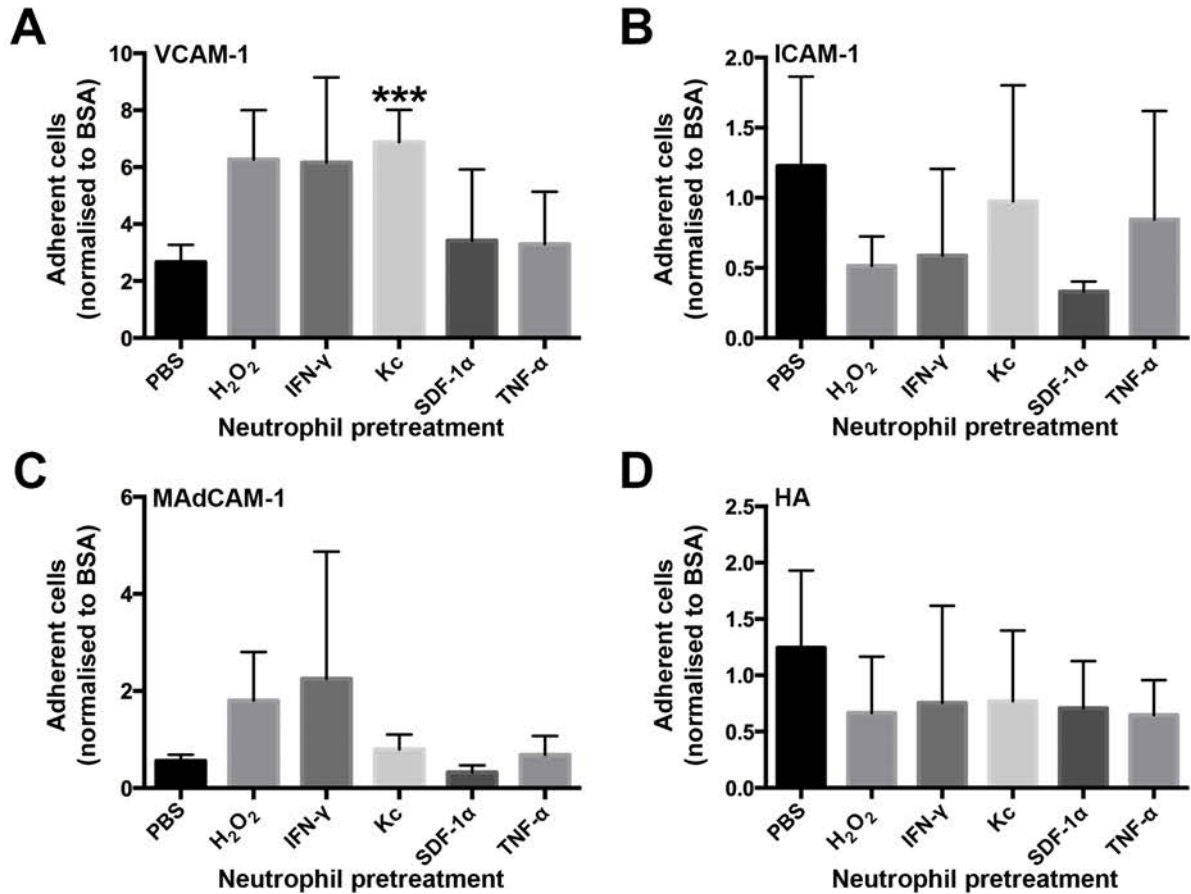 A
VCAM-1
***
Adherent cells
(normalised to BSA)
10
8
6
4
2
0
PBS
H₂O₂
IFN-γ
Kc
SDF-1α
TNF-α
Neutrophil pretreatment
B
ICAM-1
Adherent cells
(normalised to BSA)
2.0
1.5
1.0
0.5
0.0
PBS
H₂O₂
IFN-γ
Kc
SDF-1α
TNF-α
Neutrophil pretreatment
C
MAdCAM-1
Adherent cells
(normalised to BSA)
6
4
2
0
PBS
H₂O₂
IFN-γ
Kc
SDF-1α
TNF-α
Neutrophil pretreatment
D
HA
Adherent cells
(normalised to BSA)
2.5
2.0
1.5
1.0
0.5
0.0
PBS
H₂O₂
IFN-γ
Kc
SDF-1α
TNF-α
Neutrophil pretreatment